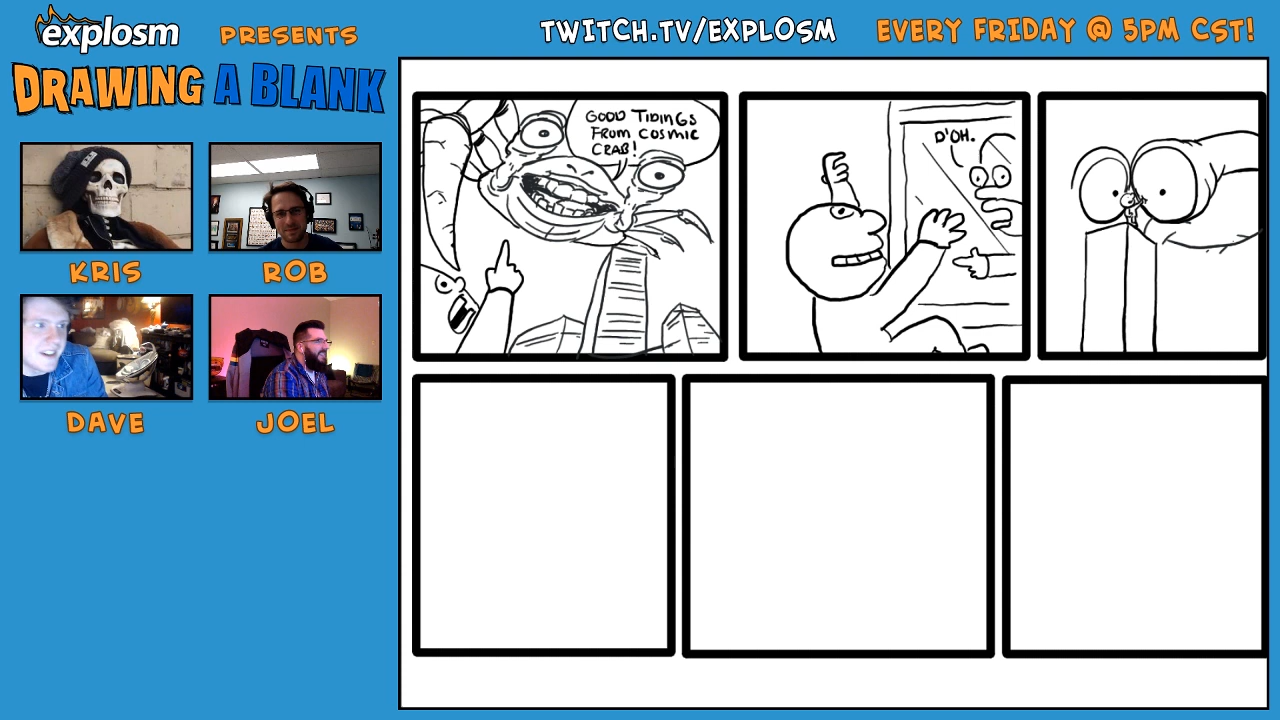 explosm PRESENTS
DRAWING A BLANK
TWITCH.TV/EXPLOSM EVERY FRIDAY @ 5PM CST!
KRIS
ROB
DAVE
JOEL
GOOD TIDINGS
FROM COSMIC
CRAB!
D'OH.